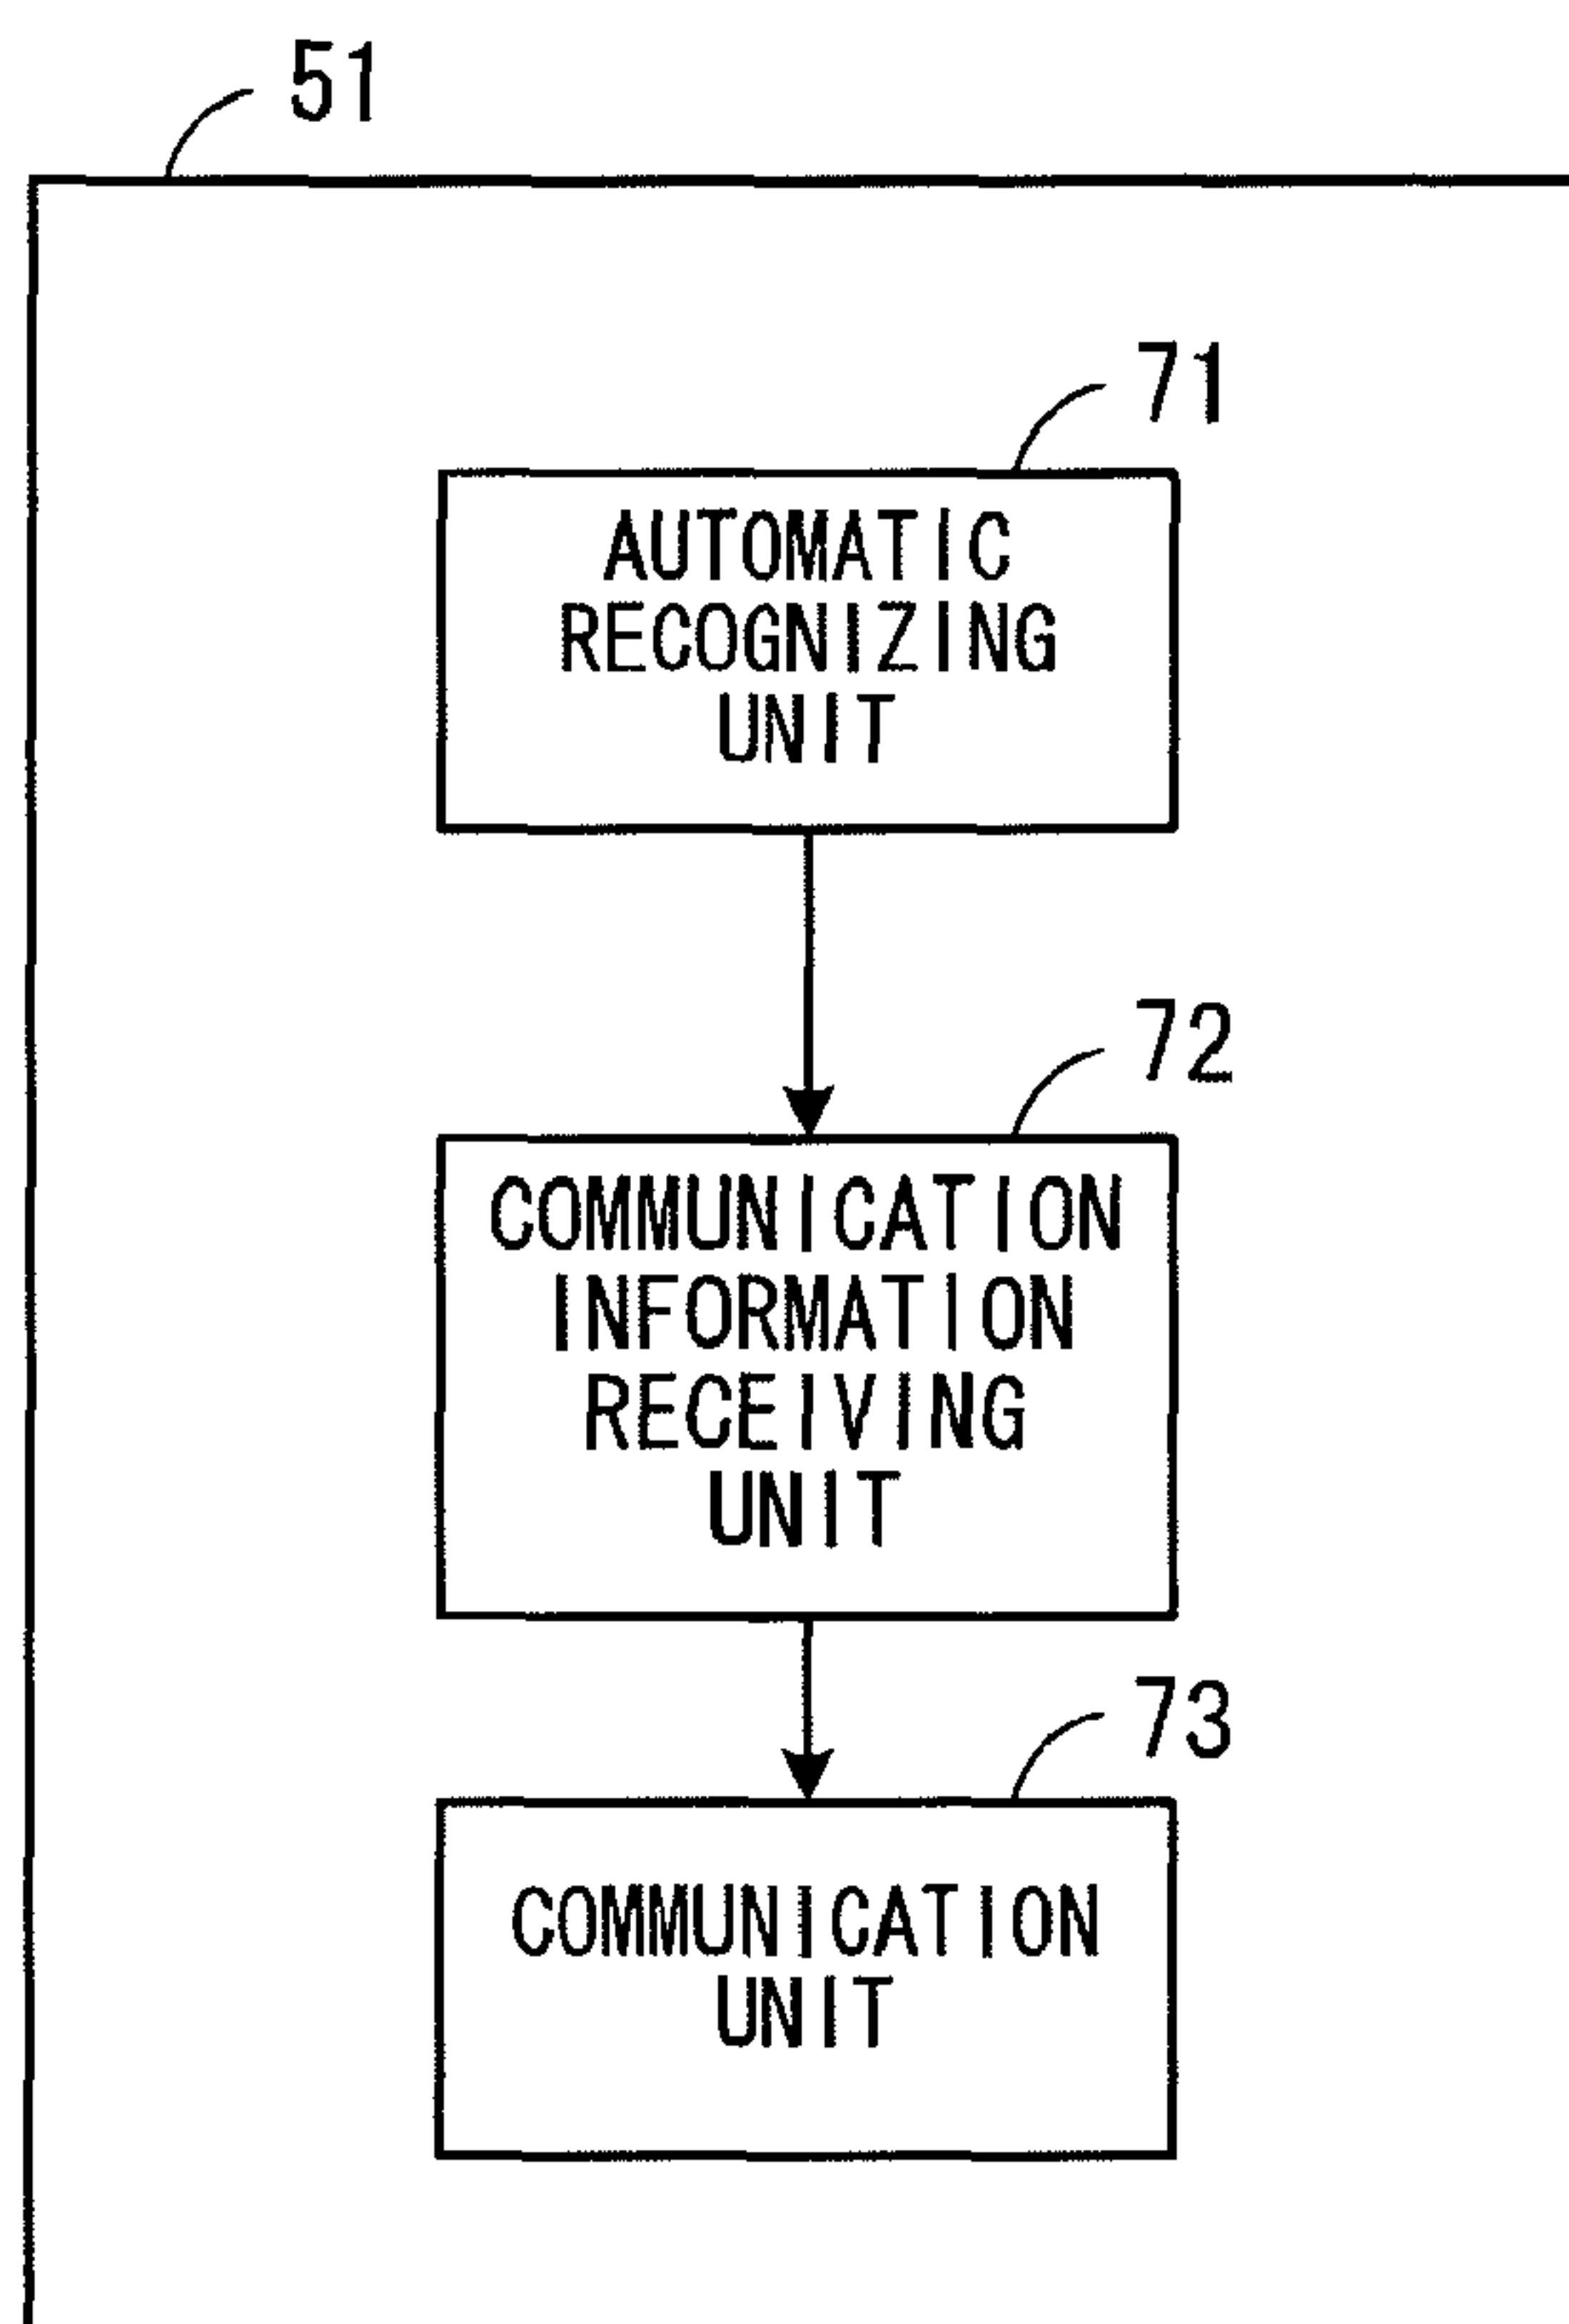 51
71
AUTOMATIC
RECOGNIZING
UNIT
72
COMMUNICATION
INFORMATION
RECEIVING
UNIT
73
COMMUNICATION
UNIT